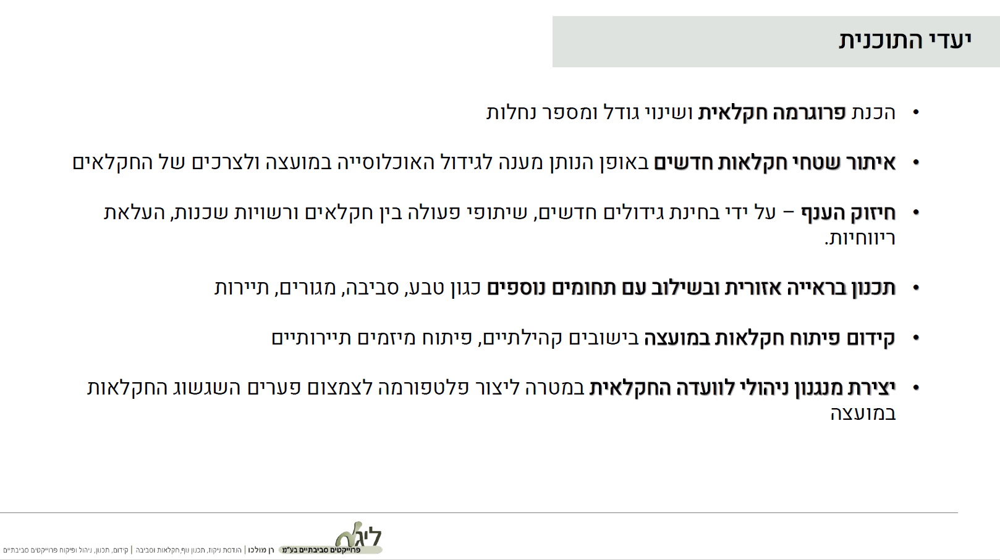 יעדי התוכנית
• הכנת פרוגרמה חקלאית ושינוי גודל ומספר נחלות
• איתור שטחי חקלאות חדשים באופן הנותן מענה לגידול האוכלוסייה במועצה ולצרכים של החקלאים
• חיזוק הענף – על ידי בחינת גידולים חדשים, שיתופי פעולה בין חקלאים ורשויות שכנות, העלאת
ריווחיות.
• תכנון בראייה אזורית ובשילוב עם תחומים נוספים כגון טבע, סביבה, מגורים, תיירות
• קידום פיתוח חקלאות במועצה בישובים קהילתיים, פיתוח מיזמים תיירותיים
• יצירת מנגנון ניהולי לוועדה החקלאית במטרה ליצור פלטפורמה לצמצום פערים השגשוג החקלאות
במועצה
ליגמ
פרוייקטים סביבתיים בע״מ רן מולכו | הנדסת ניקוז, תכנון נוף,חקלאות וסביבה | קידום, תכנון, ניהול ופיקוח פרוייקטים סביבתיים